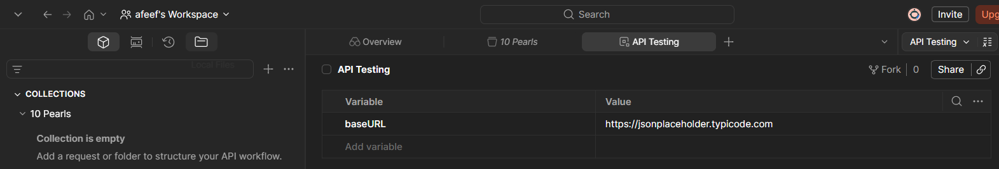 afeef's Workspace
Search
Invite
Upg
Overview
10 Pearls
API Testing
API Testing
Local Files
API Testing
Fork 0
Share
COLLECTIONS
Variable Value
10 Pearls
baseURL https://jsonplaceholder.typicode.com
Collection is empty
Add variable
Add a request or folder to structure your API workflow.